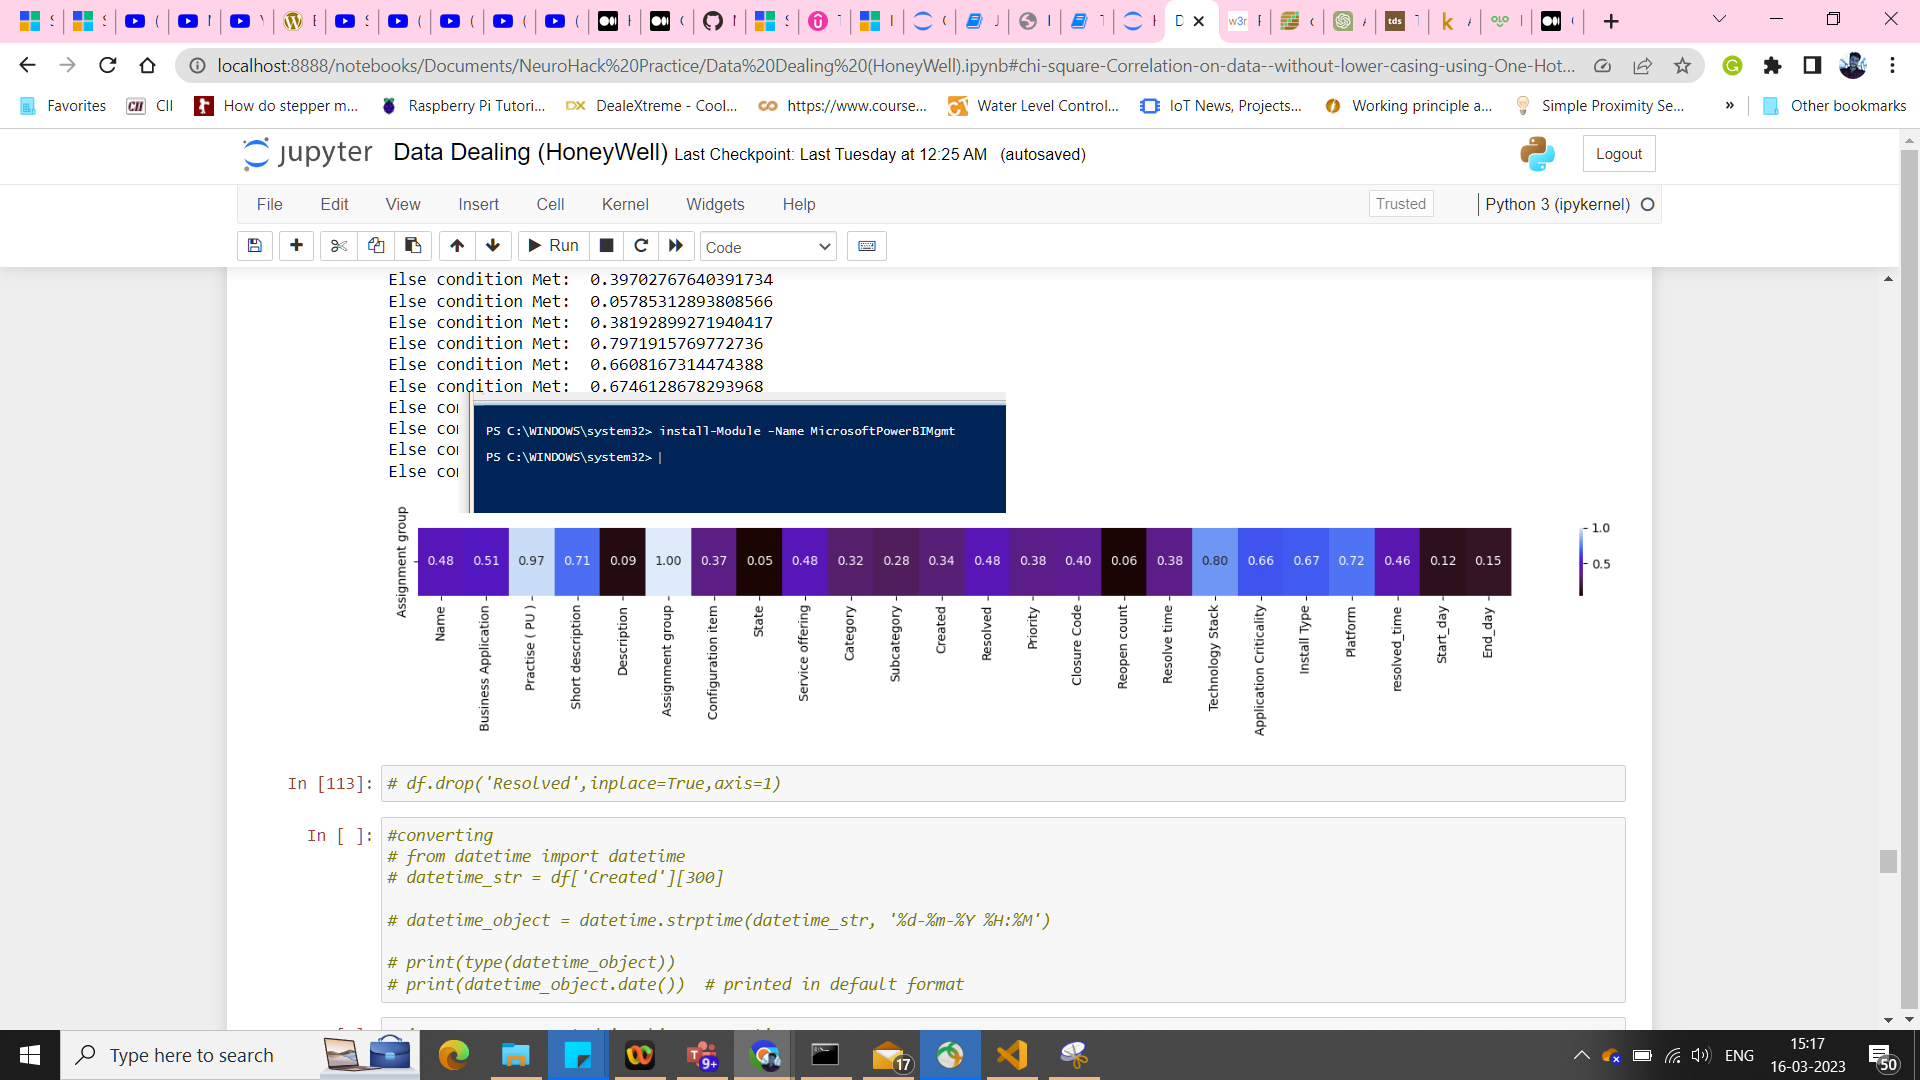 localhost:8888/notebooks/Documents/NeuroHack%20Practice/Data%20Dealing%20(HoneyWell).ipynb#chi-square-Correlation-on-data--without-lower-casing-using-One-Hot...
Favorites CII How do stepper m... Raspberry Pi Tutori... DealeXtreme - Cool... https://www.course... Water Level Control... IoT News, Projects... Working principle a... Simple Proximity Se... » Other bookmarks
jupyter Data Dealing (HoneyWell) Last Checkpoint: Last Tuesday at 12:25 AM (autosaved) Logout
File Edit View Insert Cell Kernel Widgets Help Trusted Python 3 (ipykernel)
Run Code
Else condition Met: 0.39702767640391734
Else condition Met: 0.05785312893808566
Else condition Met: 0.38192899271940417
Else condition Met: 0.7971915769772736
Else condition Met: 0.6608167314474388
Else condition Met: 0.6746128678293968
Else con
Else con
Else con
Else con
PS C:\WINDOWS\system32> install-Module -Name MicrosoftPowerBIMgmt
PS C:\WINDOWS\system32>
Assignment group
0.48 0.51 0.97 0.71 0.09 1.00 0.37 0.05 0.48 0.32 0.28 0.34 0.48 0.38 0.40 0.06 0.38 0.80 0.66 0.67 0.72 0.46 0.12 0.15
1.0
0.5
Name
Business Application
Practise ( PU )
Short description
Description
Assignment group
Configuration item
State
Service offering
Category
Subcategory
Created
Resolved
Priority
Closure Code
Reopen count
Resolve time
Technology Stack
Application Criticality
Install Type
Platform
resolved_time
Start_day
End_day
In [113]: # df.drop('Resolved',inplace=True,axis=1)
In [ ]: #converting
# from datetime import datetime
# datetime_str = df['Created'][300]
# datetime_object = datetime.strptime(datetime_str, '%d-%m-%Y %H:%M')
# print(type(datetime_object))
# print(datetime_object.date())  # printed in default format
Type here to search
9+
17
ENG
15:17
16-03-2023
50